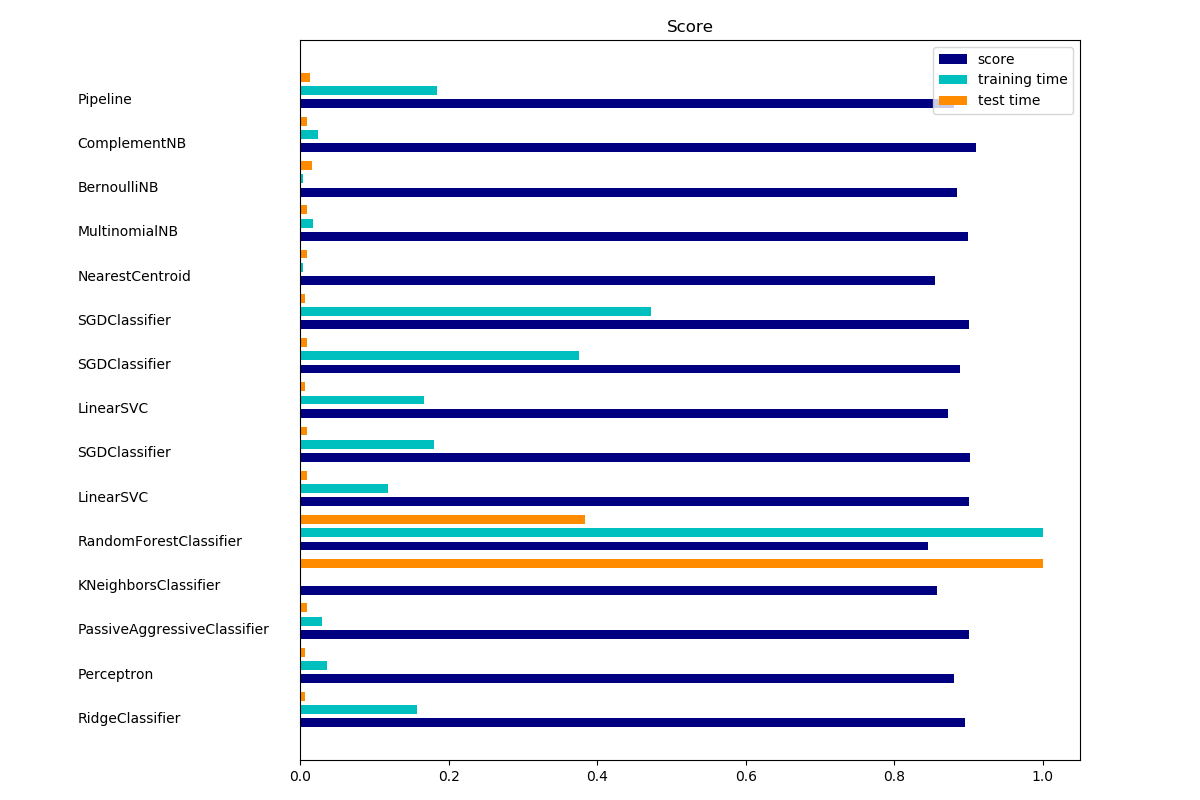 Score
score
training time
test time
Pipeline
ComplementNB
BernoulliNB
MultinomialNB
NearestCentroid
SGDClassifier
SGDClassifier
LinearSVC
SGDClassifier
LinearSVC
RandomForestClassifier
KNeighborsClassifier
PassiveAggressiveClassifier
Perceptron
RidgeClassifier
0.0 0.2 0.4 0.6 0.8 1.0